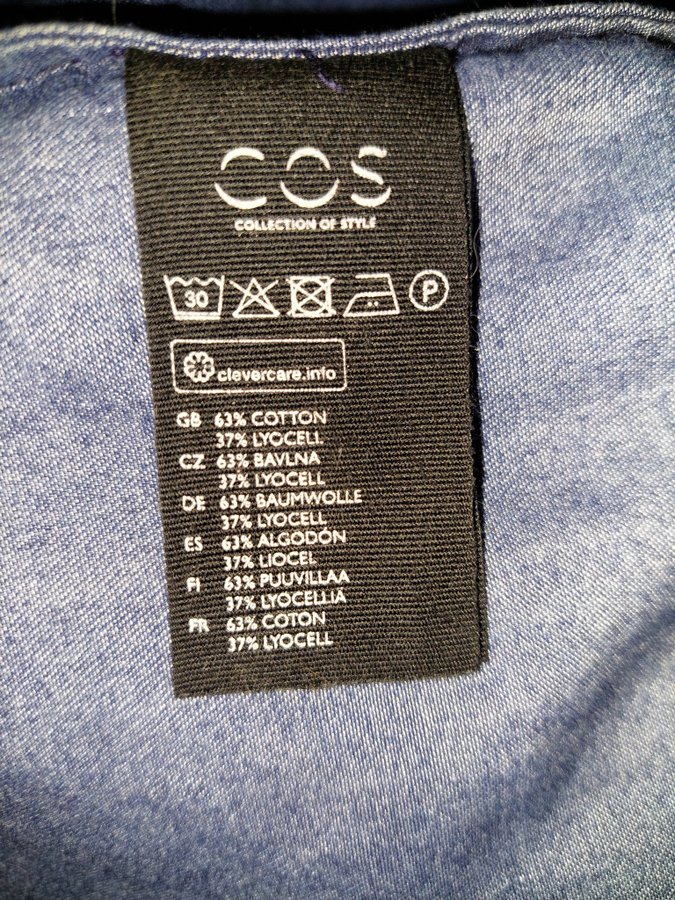 COS
COLLECTION OF STYLE
30 P
clevercare.info
GB 63% COTTON
37% LYOCELL
CZ 63% BAVLNA
37% LYOCELL
DE 63% BAUMWOLLE
37% LYOCELL
ES 63% ALGODÓN
37% LIOCEL
FI 63% PUUVILLAA
37% LYOCELLIÄ
FR 63% COTON
37% LYOCELL